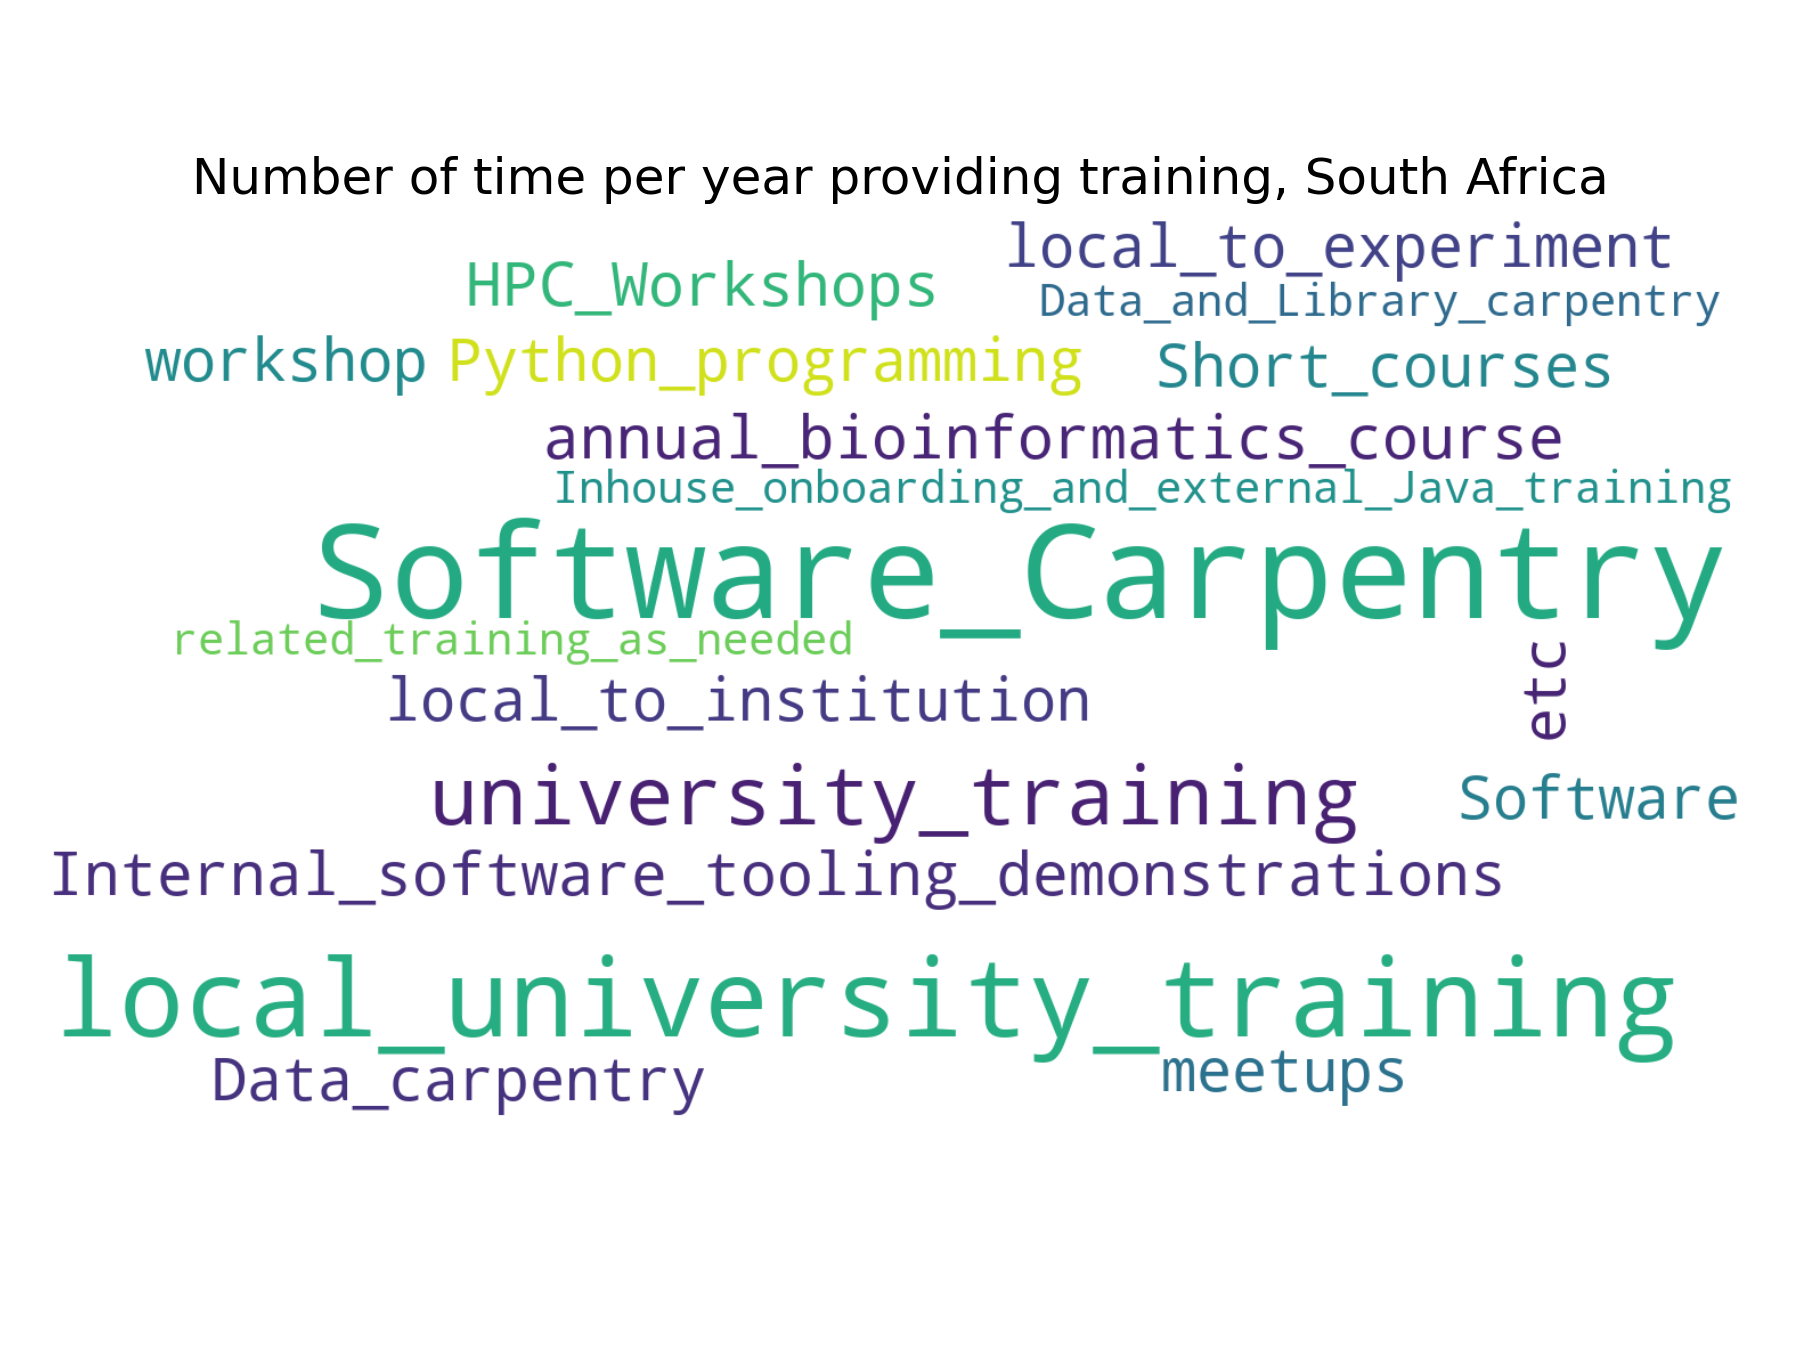 Number of time per year providing training, South Africa
local_to_experiment
HPC_Workshops
Data_and_Library_carpentry
workshop
Python_programming
Short_courses
annual_bioinformatics_course
Inhouse_onboarding_and_external_Java_training
Software_Carpentry
related_training_as_needed
etc
local_to_institution
university_training
Software
Internal_software_tooling_demonstrations
local_university_training
Data_carpentry
meetups